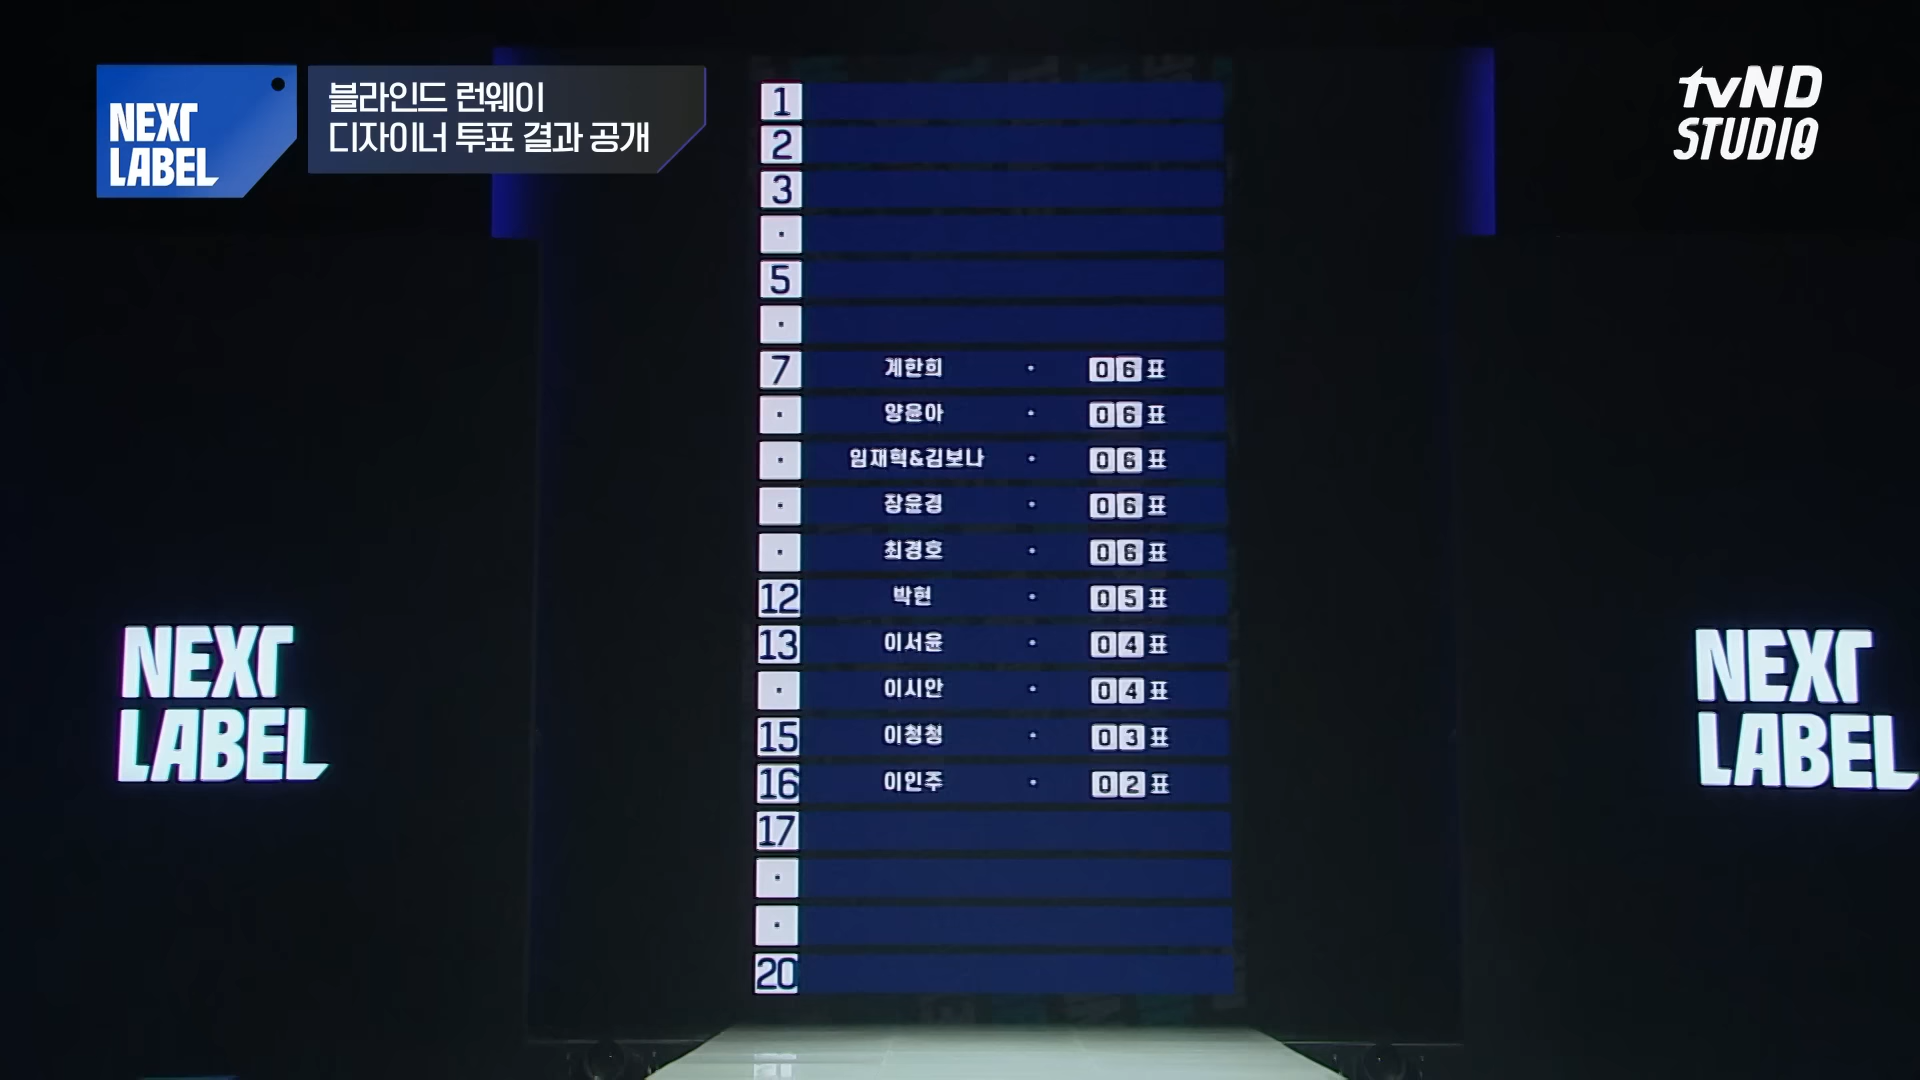 NEXT
LABEL
블라인드 런웨이
디자이너 투표 결과 공개
tvND
STUDIO
1
2
3
·
5
·
7 계한희 · 06표
· 양윤아 · 06표
· 임재혁&김보나 · 06표
· 장윤경 · 06표
· 최경호 · 06표
12 박현 · 05표
13 이서윤 · 04표
· 이시안 · 04표
15 이청청 · 03표
16 이인주 · 02표
17
·
·
20
NEXT
LABEL
NEXT
LABEL